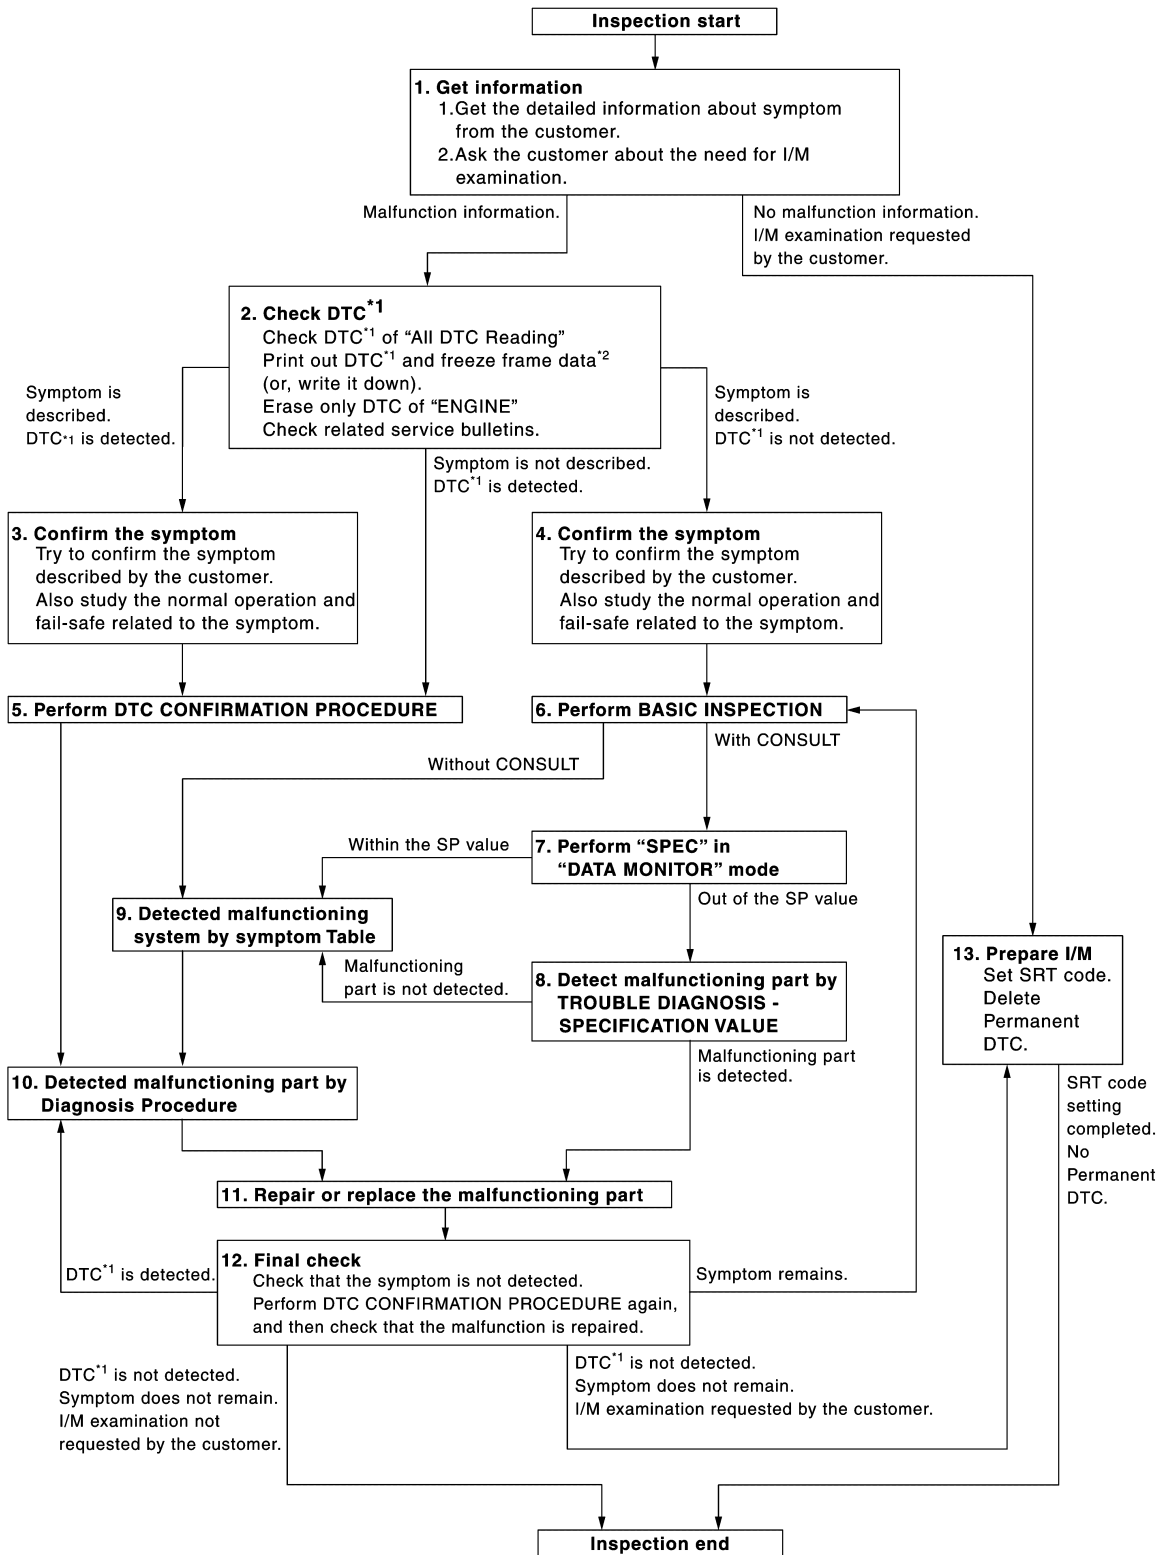 Inspection start
1. Get information
1.Get the detailed information about symptom
from the customer.
2.Ask the customer about the need for I/M
examination.
Malfunction information.
No malfunction information.
I/M examination requested
by the customer.
2. Check DTC*1
Check DTC*1 of “All DTC Reading”
Print out DTC*1 and freeze frame data*2
(or, write it down).
Erase only DTC of “ENGINE”
Check related service bulletins.
Symptom is
described.
DTC*1 is detected.
Symptom is
described.
DTC*1 is not detected.
Symptom is not described.
DTC*1 is detected.
3. Confirm the symptom
Try to confirm the symptom
described by the customer.
Also study the normal operation and
fail-safe related to the symptom.
4. Confirm the symptom
Try to confirm the symptom
described by the customer.
Also study the normal operation and
fail-safe related to the symptom.
5. Perform DTC CONFIRMATION PROCEDURE
6. Perform BASIC INSPECTION
With CONSULT
Without CONSULT
7. Perform “SPEC” in
“DATA MONITOR” mode
Within the SP value
Out of the SP value
9. Detected malfunctioning
system by symptom Table
Malfunctioning
part is not detected.
8. Detect malfunctioning part by
TROUBLE DIAGNOSIS -
SPECIFICATION VALUE
13. Prepare I/M
Set SRT code.
Delete
Permanent
DTC.
Malfunctioning part
is detected.
10. Detected malfunctioning part by
Diagnosis Procedure
SRT code
setting
completed.
No
Permanent
DTC.
11. Repair or replace the malfunctioning part
12. Final check
Check that the symptom is not detected.
Perform DTC CONFIRMATION PROCEDURE again,
and then check that the malfunction is repaired.
DTC*1 is detected.
Symptom remains.
DTC*1 is not detected.
Symptom does not remain.
I/M examination not
requested by the customer.
DTC*1 is not detected.
Symptom does not remain.
I/M examination requested by the customer.
Inspection end